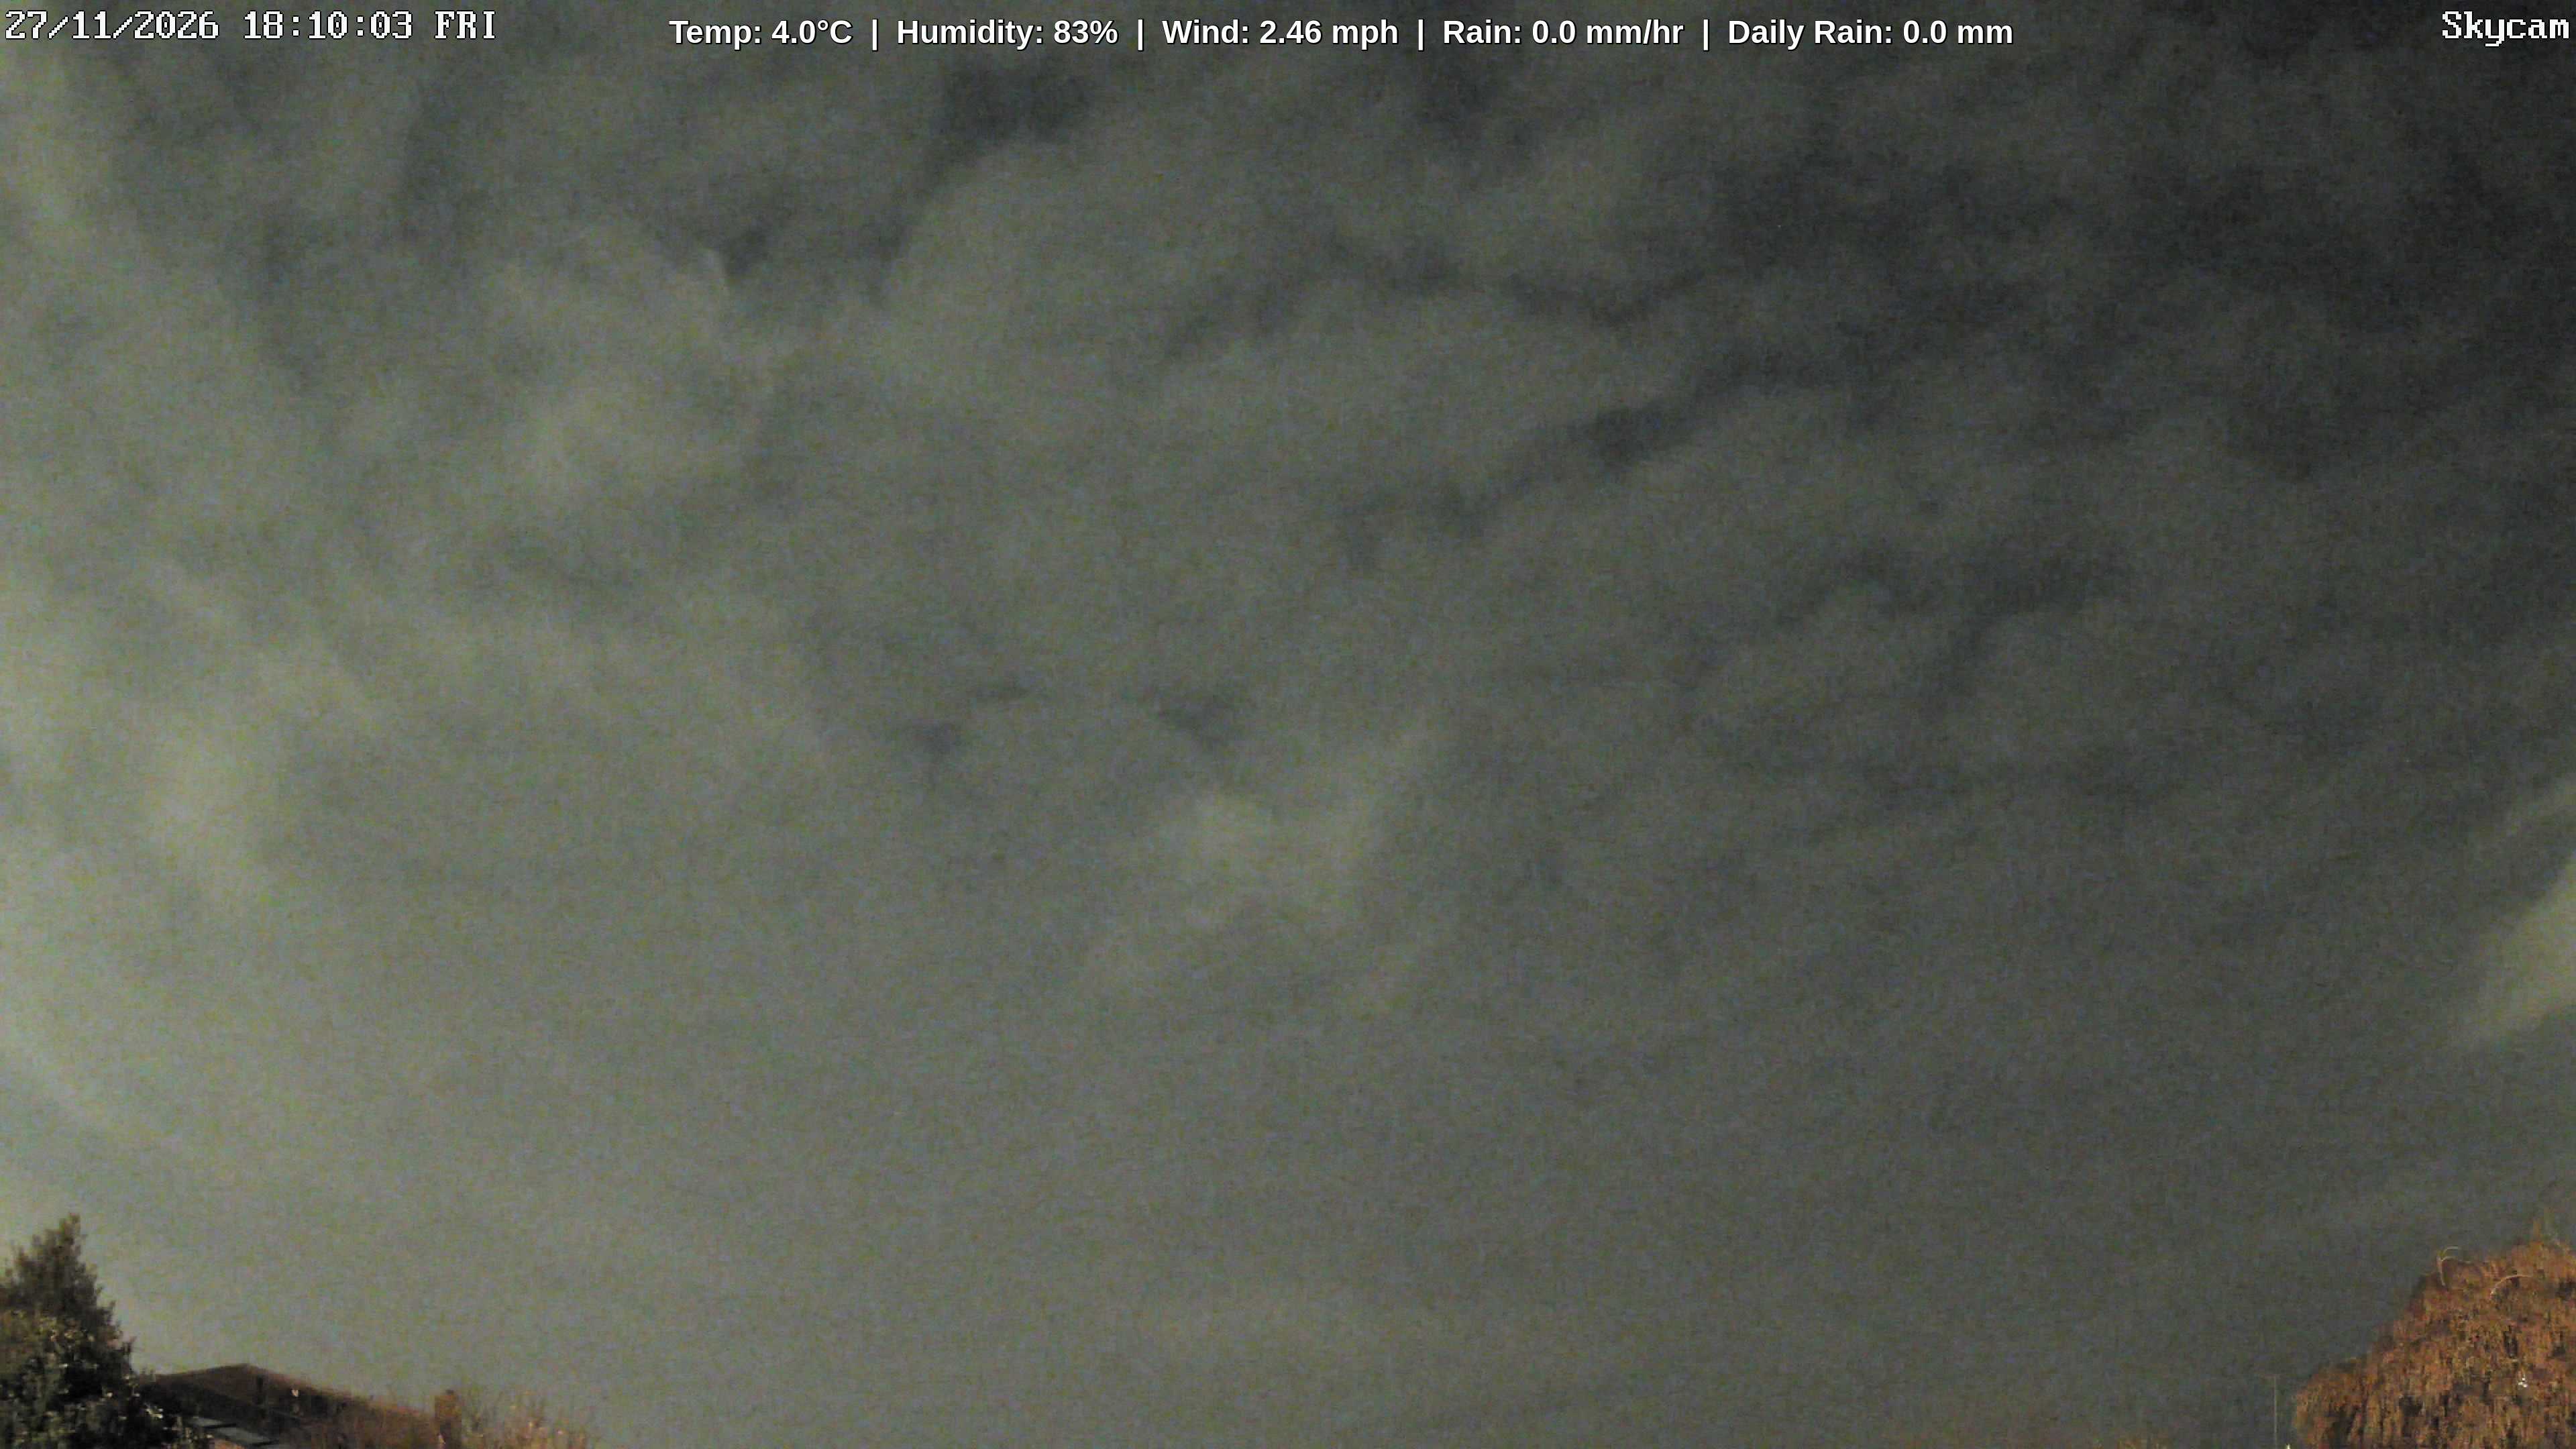 27/11/2026 18:10:03 FRI
Temp: 4.0°C | Humidity: 83% | Wind: 2.46 mph | Rain: 0.0 mm/hr | Daily Rain: 0.0 mm
Skycam